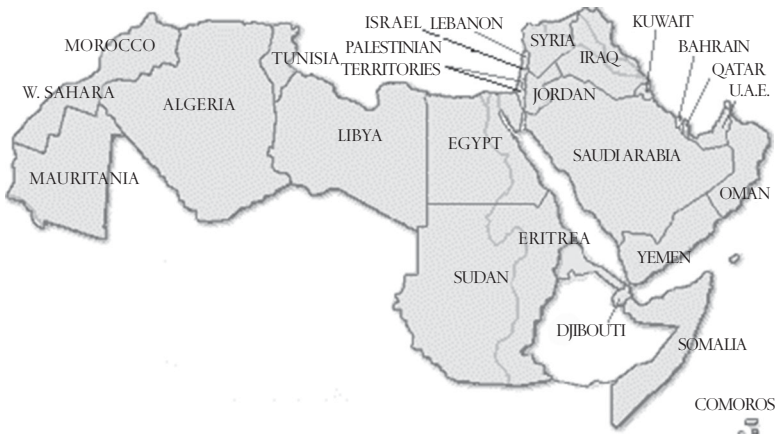 ISRAEL
LEBANON
KUWAIT
MOROCCO
TUNISIA
PALESTINIAN
TERRITORIES
SYRIA
IRAQ
BAHRAIN
QATAR
U.A.E.
W. SAHARA
ALGERIA
JORDAN
LIBYA
EGYPT
SAUDI ARABIA
MAURITANIA
OMAN
ERITREA
YEMEN
SUDAN
DJIBOUTI
SOMALIA
COMOROS